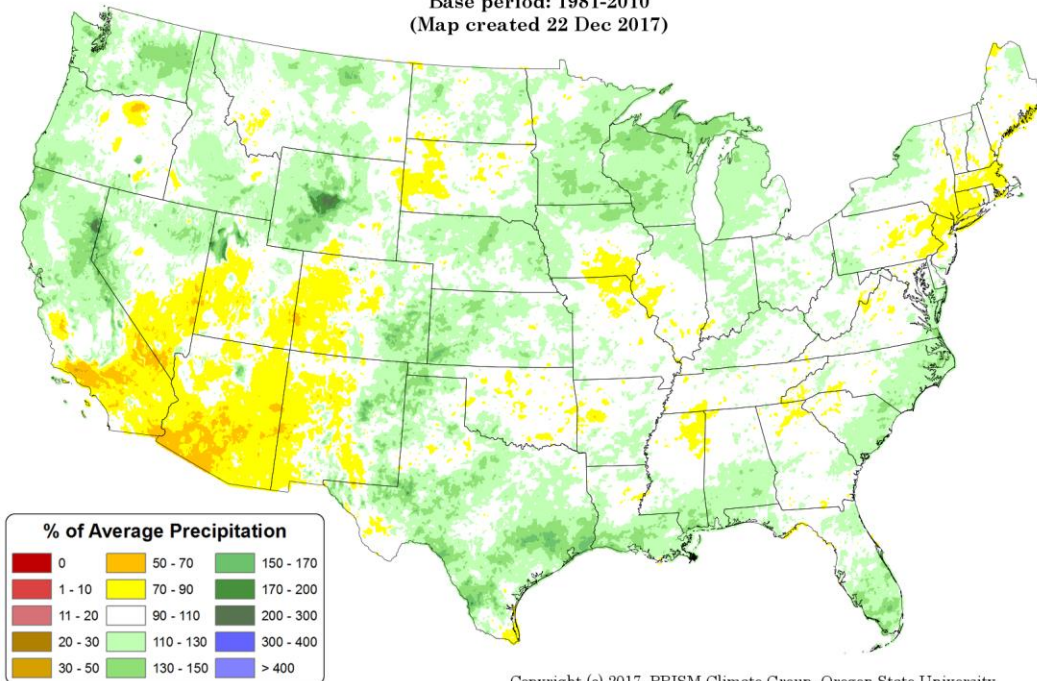 Base period: 1981-2010
(Map created 22 Dec 2017)
% of Average Precipitation
0
1 - 10
11 - 20
20 - 30
30 - 50
50 - 70
70 - 90
90 - 110
110 - 130
130 - 150
150 - 170
170 - 200
200 - 300
300 - 400
> 400
Copyright (c) 2017, PRISM Climate Group, Oregon State University